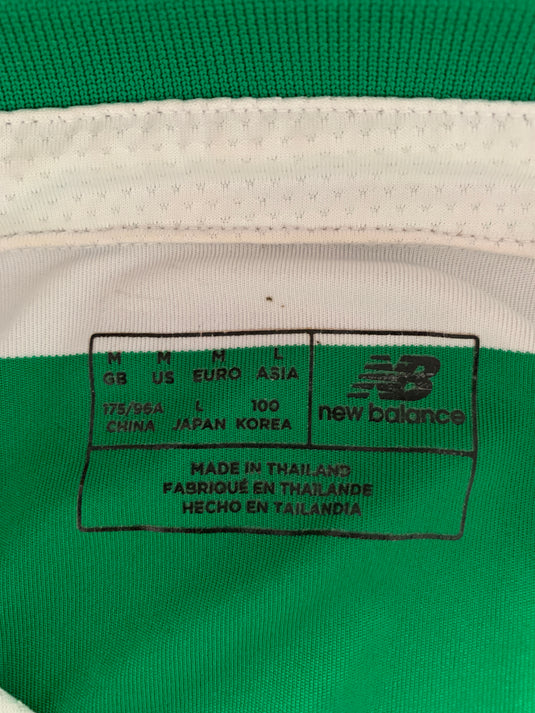 M M M L
GB US EURO ASIA
175/96A L 100
CHINA JAPAN KOREA
NB
new balance
MADE IN THAILAND
FABRIQUÉ EN THAILANDE
HECHO EN TAILANDIA